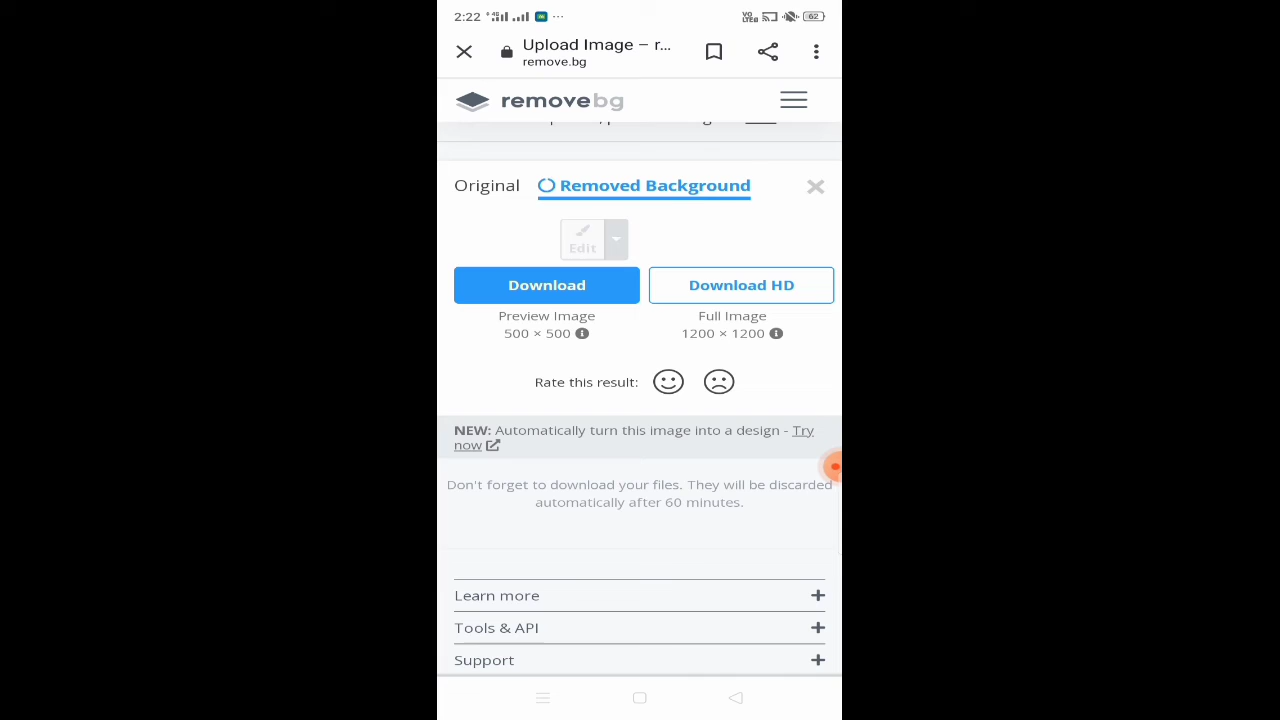 2:22
62
Upload Image – r...
remove.bg
removebg
Original Removed Background
Edit
Download Download HD
Preview Image Full Image
500 × 500 1200 × 1200
Rate this result:
NEW: Automatically turn this image into a design - Try
now
Don't forget to download your files. They will be discarded
automatically after 60 minutes.
Learn more
Tools & API
Support